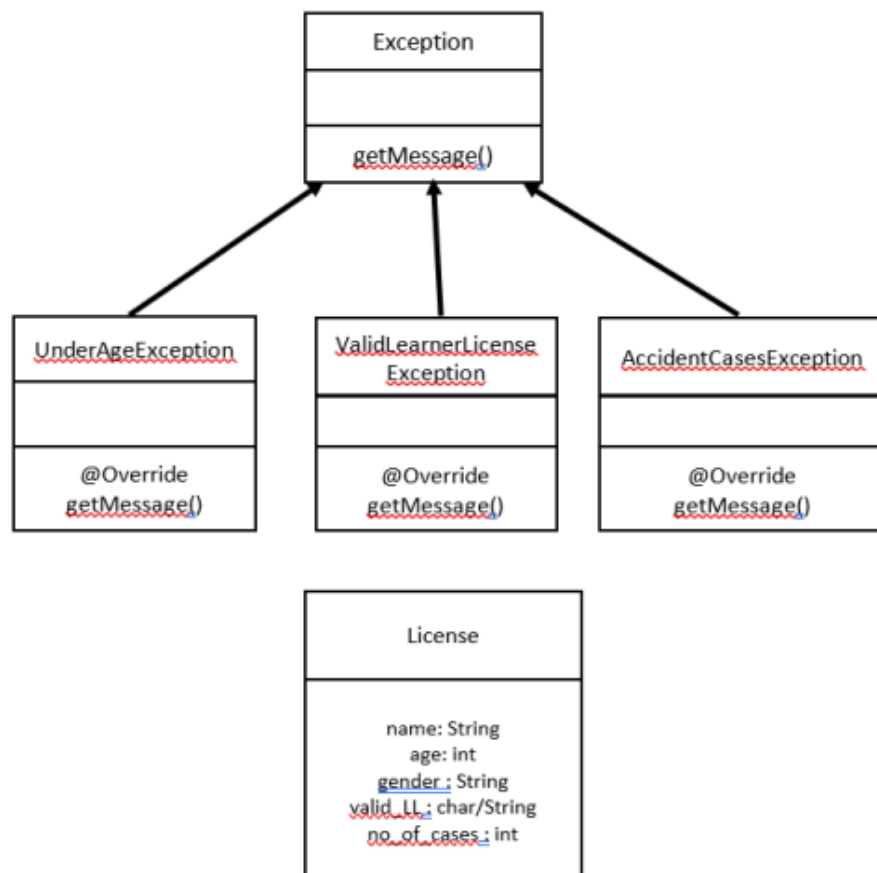 Exception
getMessage()
UnderAgeException
@Override
getMessage()
ValidLearnerLicense
Exception
@Override
getMessage()
AccidentCasesException
@Override
getMessage()
License
name: String
age: int
gender : String
valid_LL : char/String
no_of_cases : int